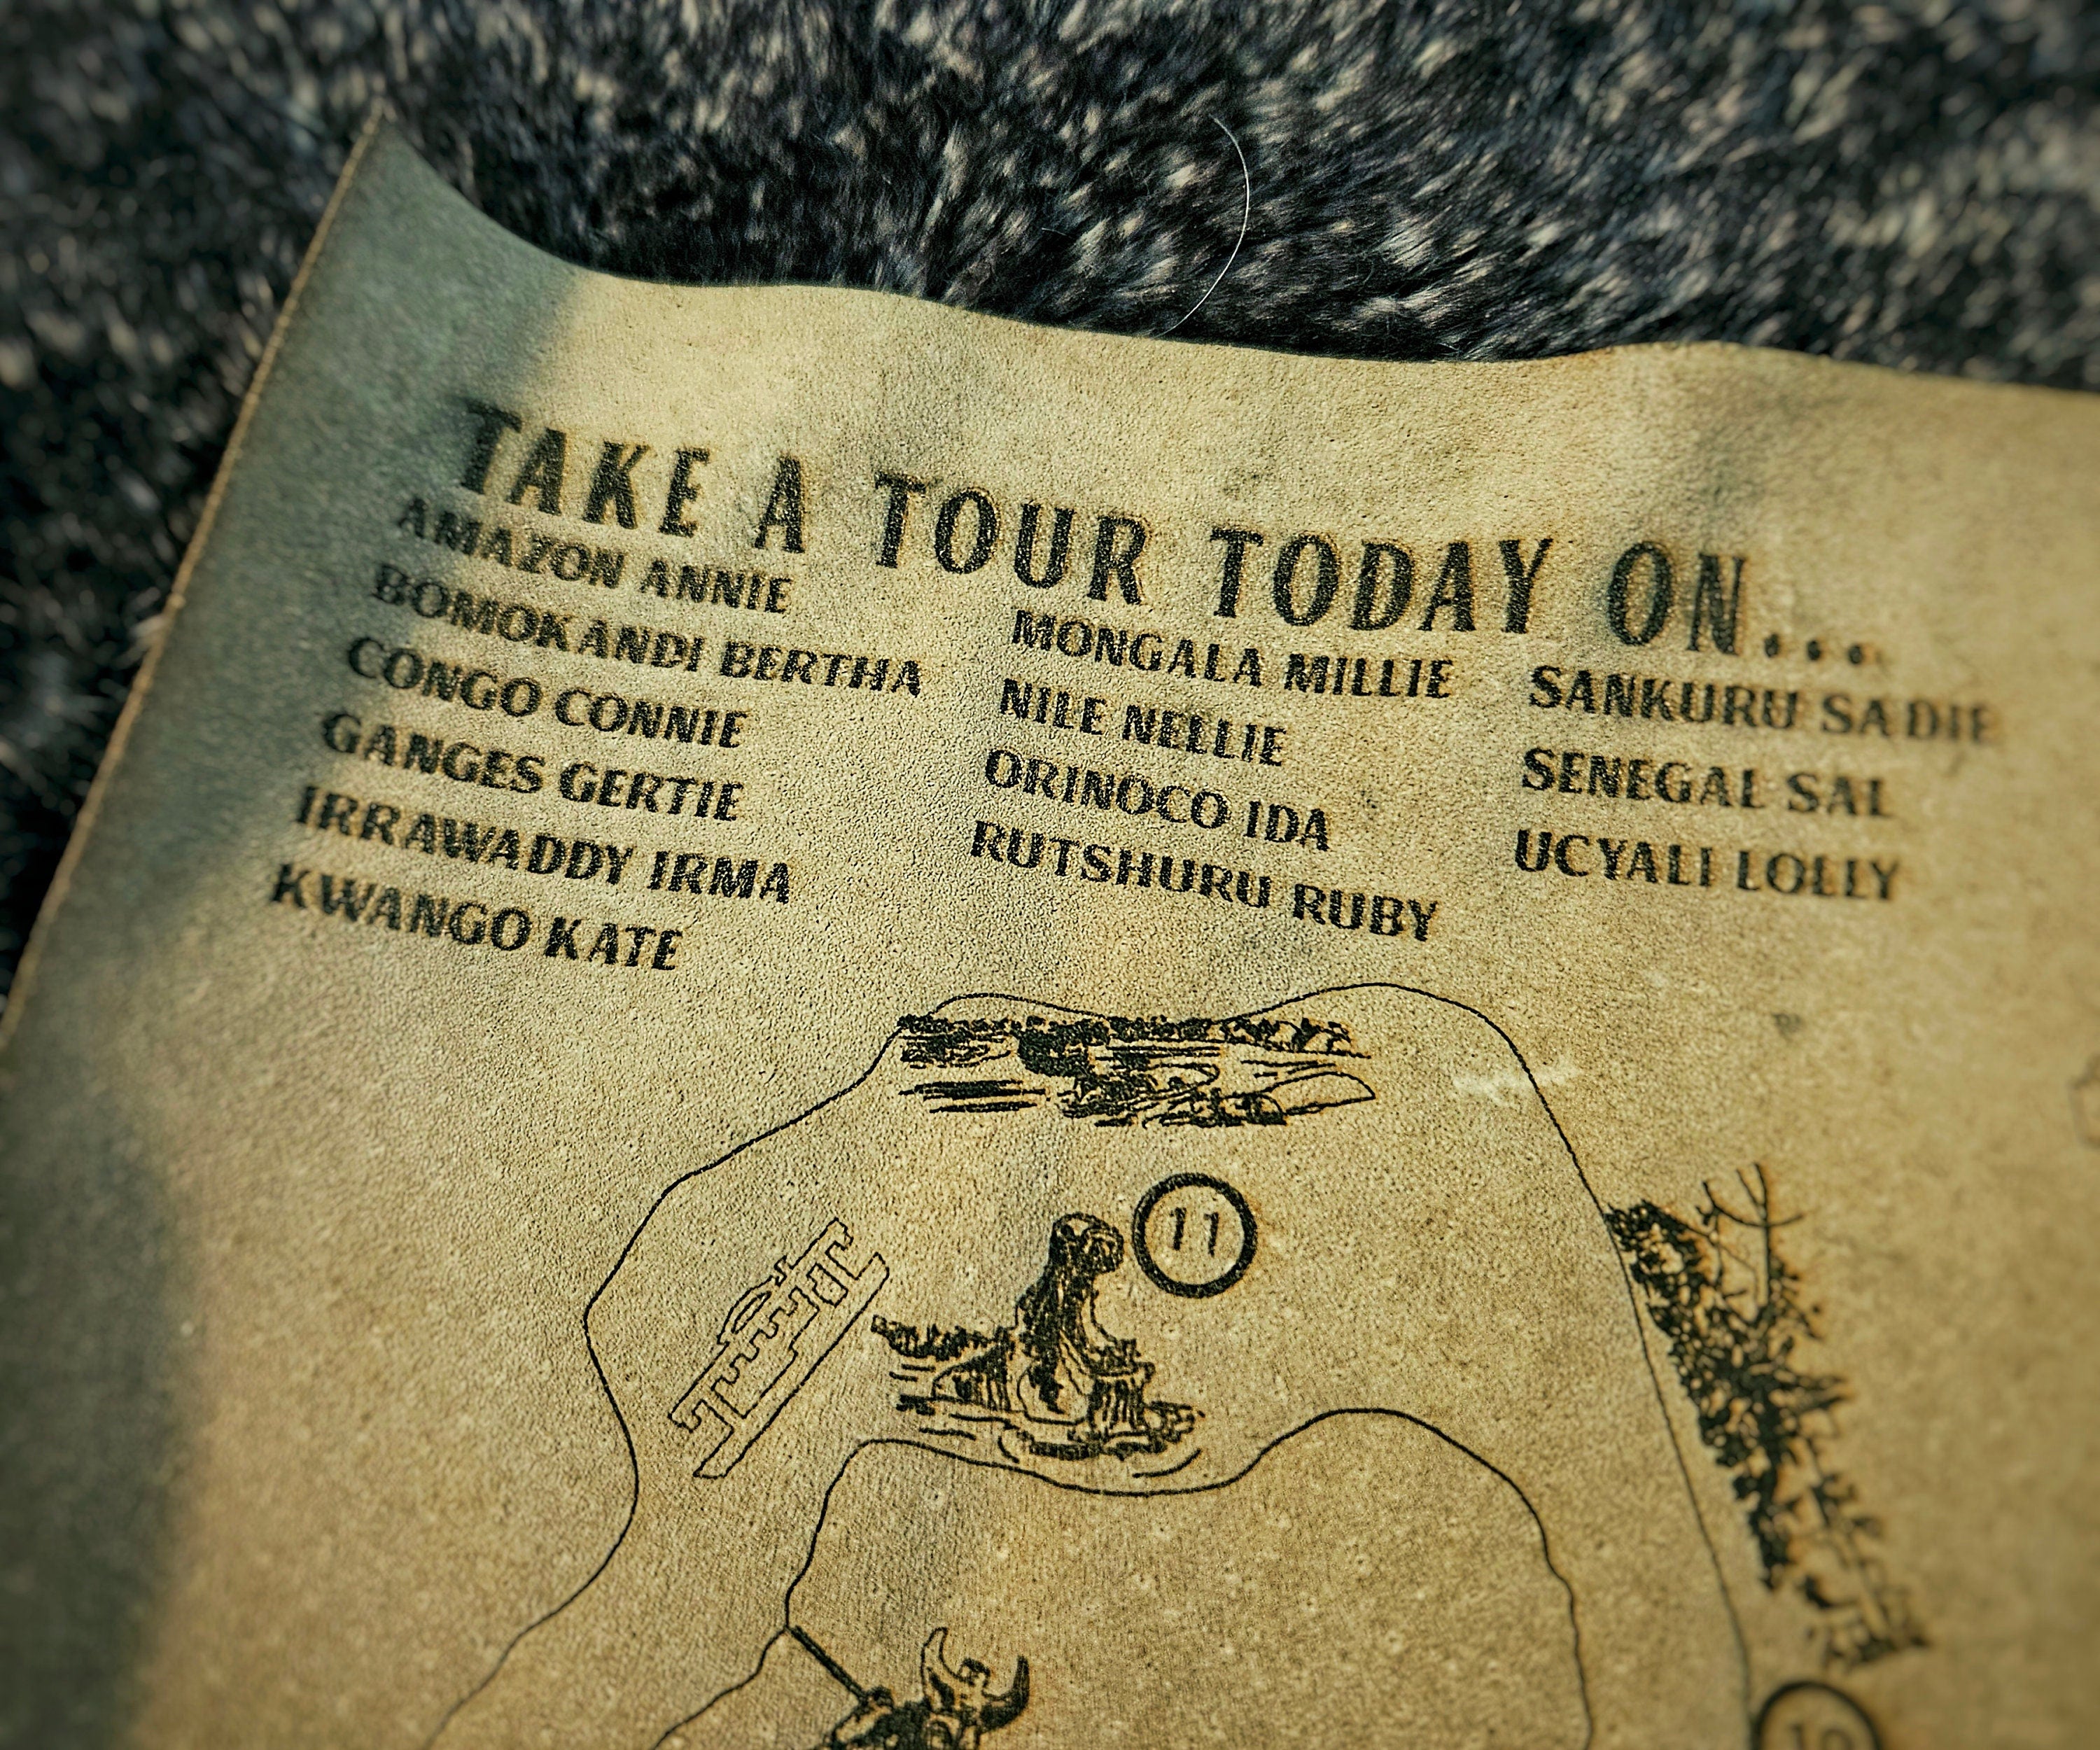 TAKE A TOUR TODAY ON...
AMAZON ANNIE
BOMOKANDI BERTHA
CONGO CONNIE
GANGES GERTIE
IRRAWADDY IRMA
KWANGO KATE
MONGALA MILLIE
NILE NELLIE
ORINOCO IDA
RUTSHURU RUBY
SANKURU SADIE
SENEGAL SAL
UCYALI LOLLY
11